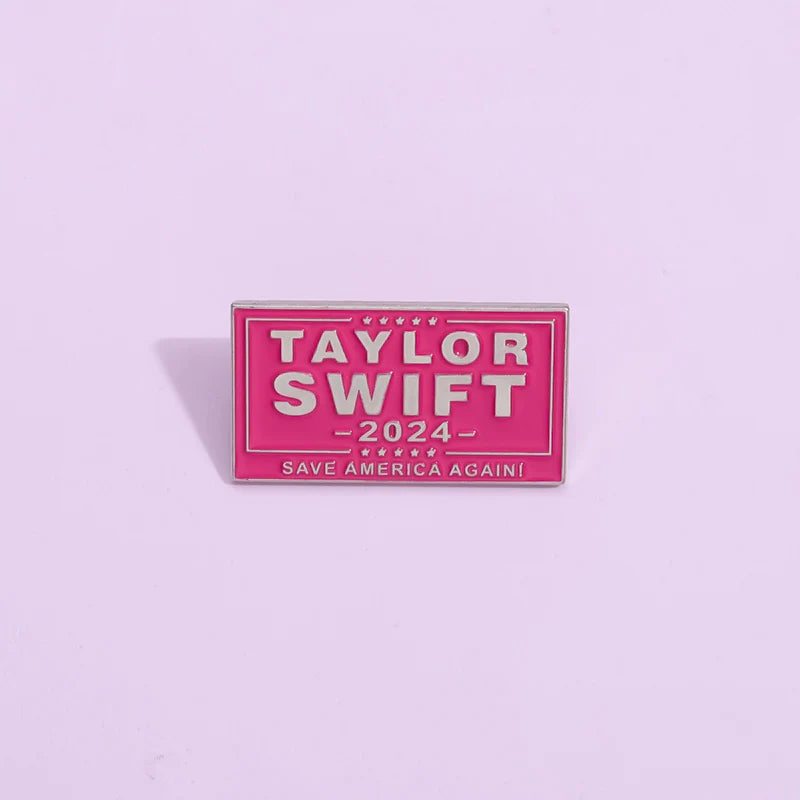 TAYLOR
SWIFT
-2024-
SAVE AMERICA AGAIN!